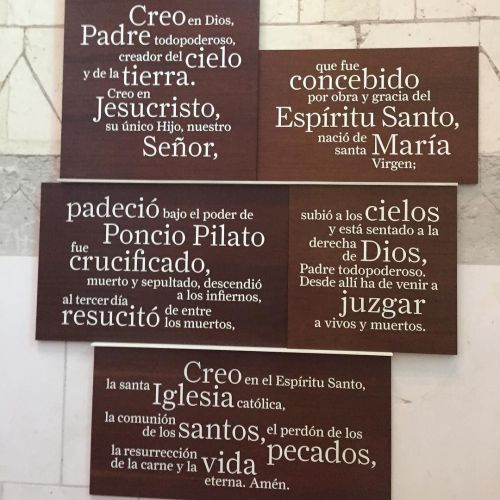 Creo en Dios,
Padre todopoderoso,
creador del cielo
y de la tierra.
Creo en
Jesucristo,
su único Hijo, nuestro
Señor,
que fue
concebido
por obra y gracia del
Espíritu Santo,
nació de
santa María
Virgen;
padeció bajo el poder de
Poncio Pilato
fue
crucificado,
muerto y sepultado, descendió
a los infiernos,
al tercer día
resucitó de entre
los muertos,
subió a los cielos
y está sentado a la
derecha
de Dios,
Padre todopoderoso.
Desde allí ha de venir a
juzgar
a vivos y muertos.
Creo en el Espíritu Santo,
la santa Iglesia católica,
la comunión
de los santos, el perdón de los
pecados,
la resurrección
de la carne y la vida
eterna. Amén.